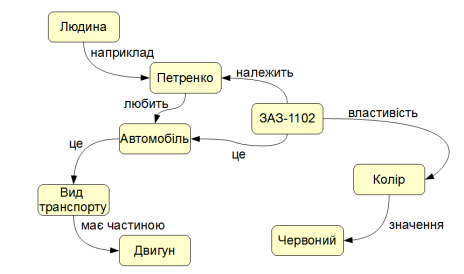 Людина
наприклад
Петренко
належить
любить
ЗАЗ-1102
властивість
Автомобіль
це
це
Колір
Вид
транспорту
має частиною
значення
Червоний
Двигун